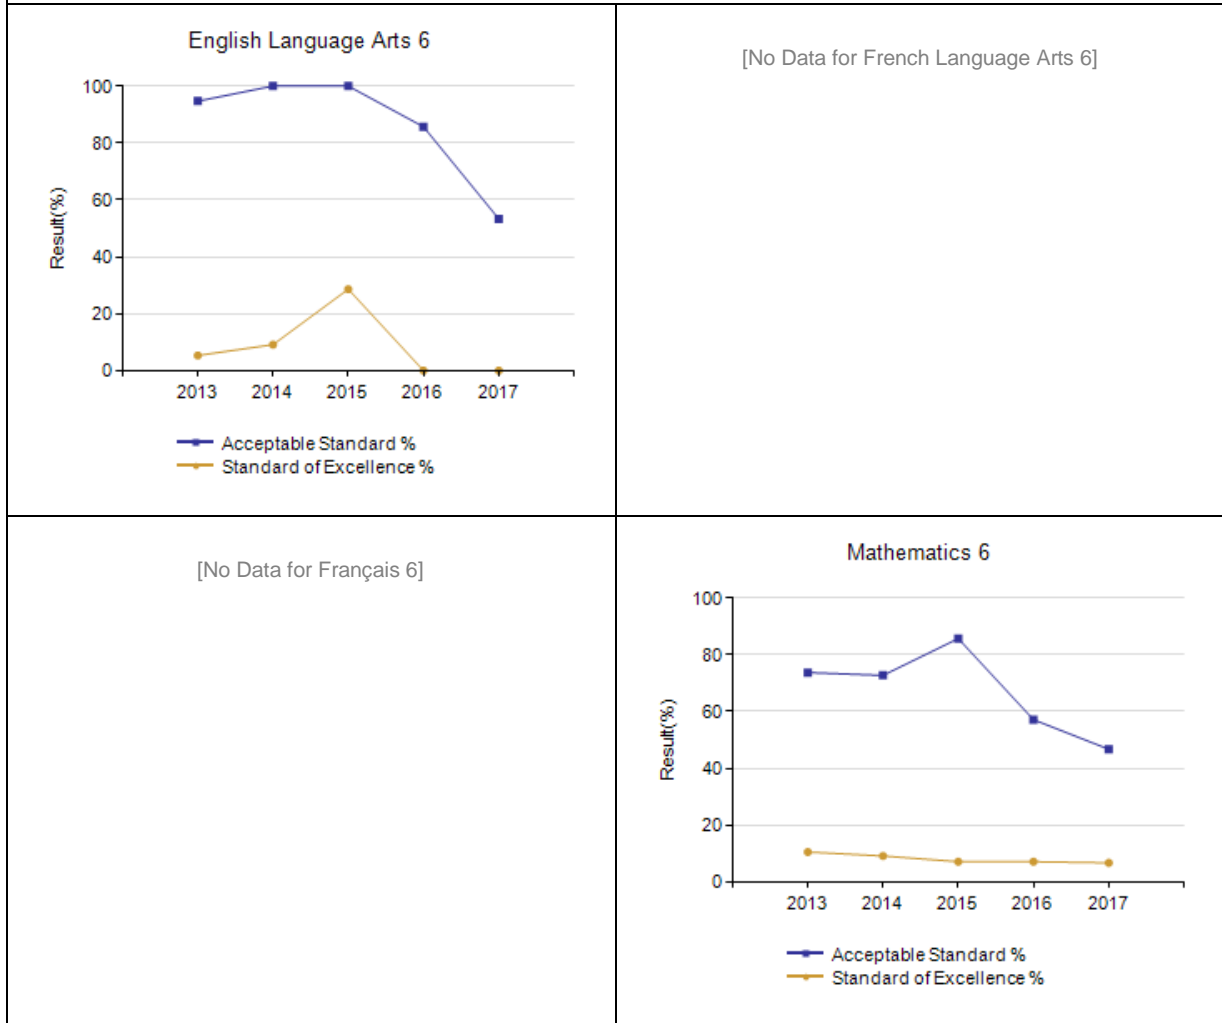 English Language Arts 6
100
80
60
40
20
0
Result(%)
2013 2014 2015 2016 2017
Acceptable Standard %
Standard of Excellence %
[No Data for French Language Arts 6]
[No Data for Français 6]
Mathematics 6
100
80
60
40
20
0
Result(%)
2013 2014 2015 2016 2017
Acceptable Standard %
Standard of Excellence %